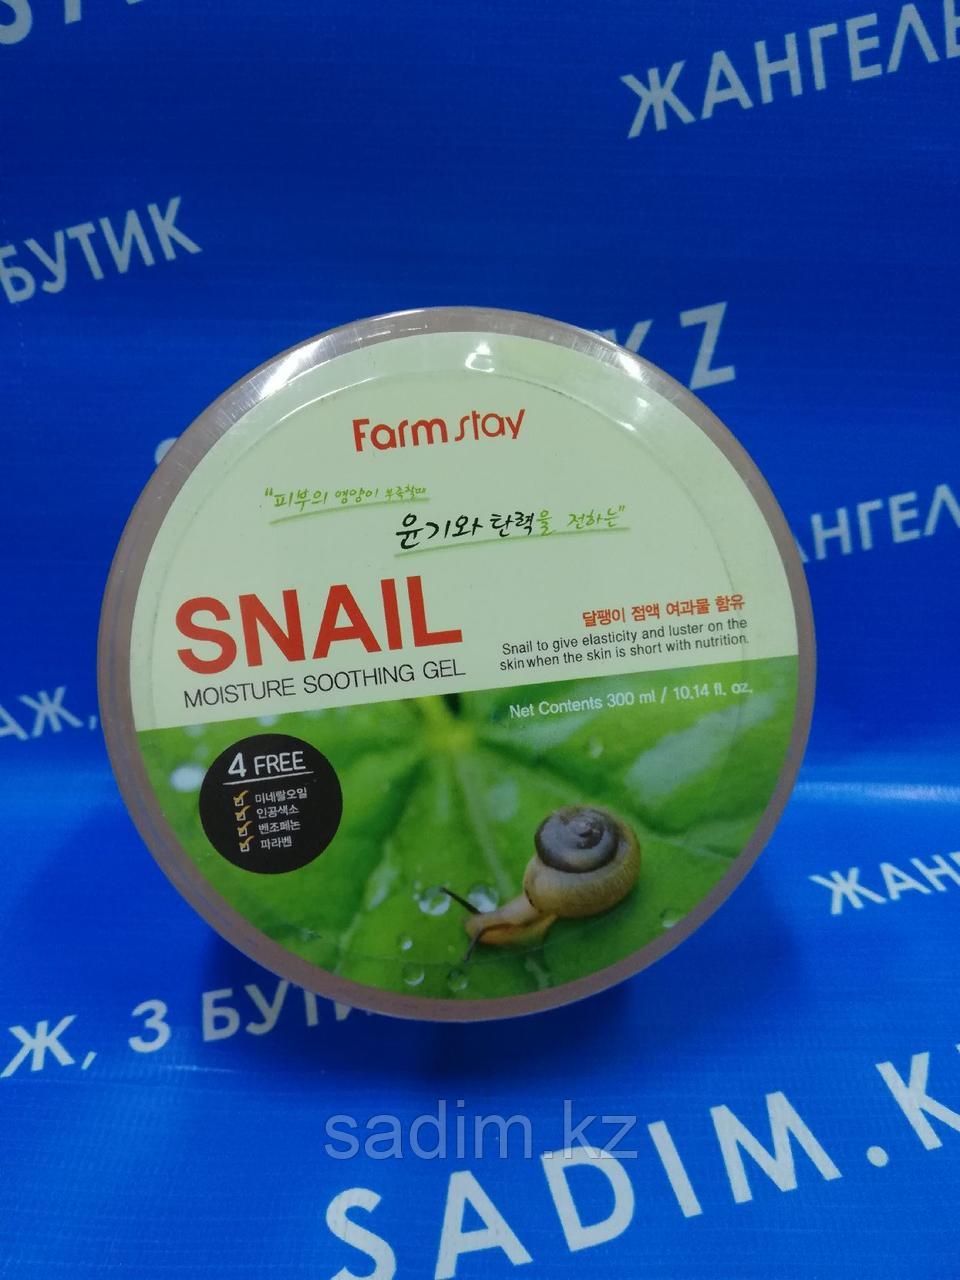 ЖАНГЕЛЬ
БУТИК
Z
Farm stay
"피부의 영양이 부족할때
윤기와 탄력을 전하는"
АНГЕЛ
SNAIL
MOISTURE SOOTHING GEL
달팽이 점액 여과물 함유
Snail to give elasticity and luster on the
skin when the skin is short with nutrition.
Net Contents 300 ml / 10.14 fl. oz.
АЖ,
4 FREE
미네랄오일
인공색소
벤조페논
파라벤
ЖАН
Ж, 3 БУТИК
sadim.kz
SADIM.K